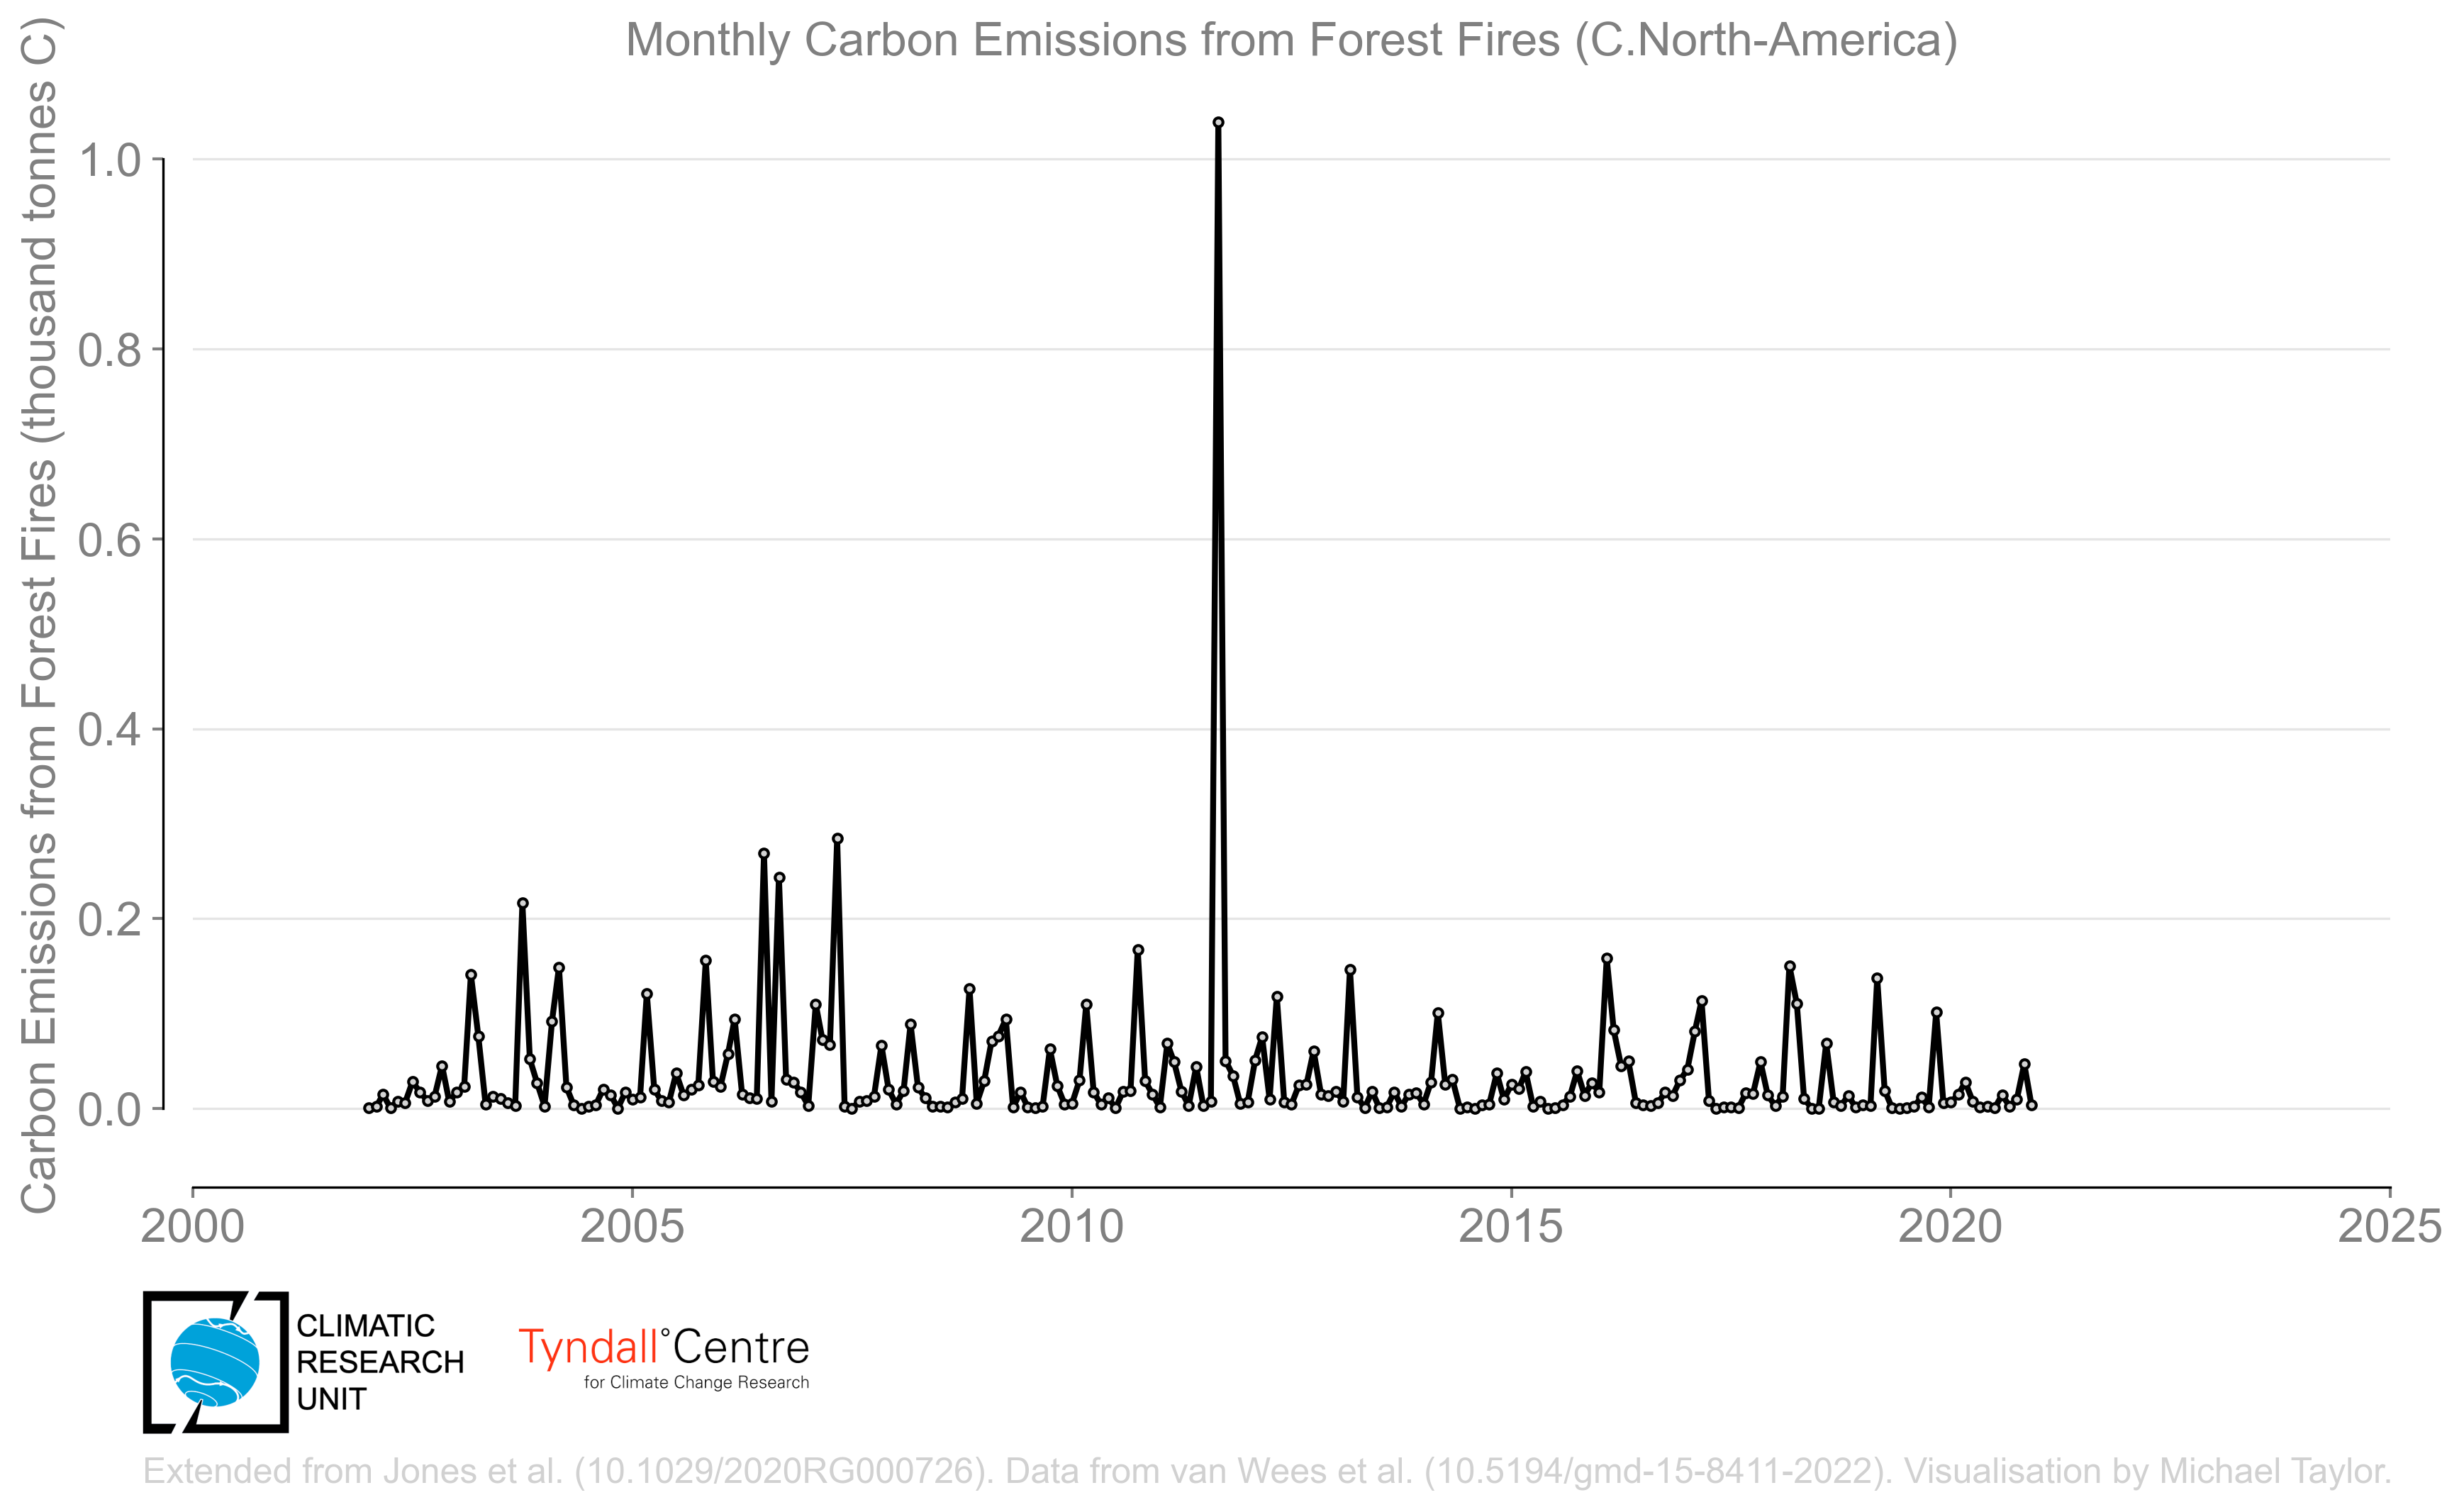 Monthly Carbon Emissions from Forest Fires (C.North-America)
Carbon Emissions from Forest Fires (thousand tonnes C)
1.0
0.8
0.6
0.4
0.2
0.0
2000 2005 2010 2015 2020 2025
CLIMATIC
RESEARCH
UNIT
Tyndall°Centre
for Climate Change Research
Extended from Jones et al. (10.1029/2020RG000726). Data from van Wees et al. (10.5194/gmd-15-8411-2022). Visualisation by Michael Taylor.